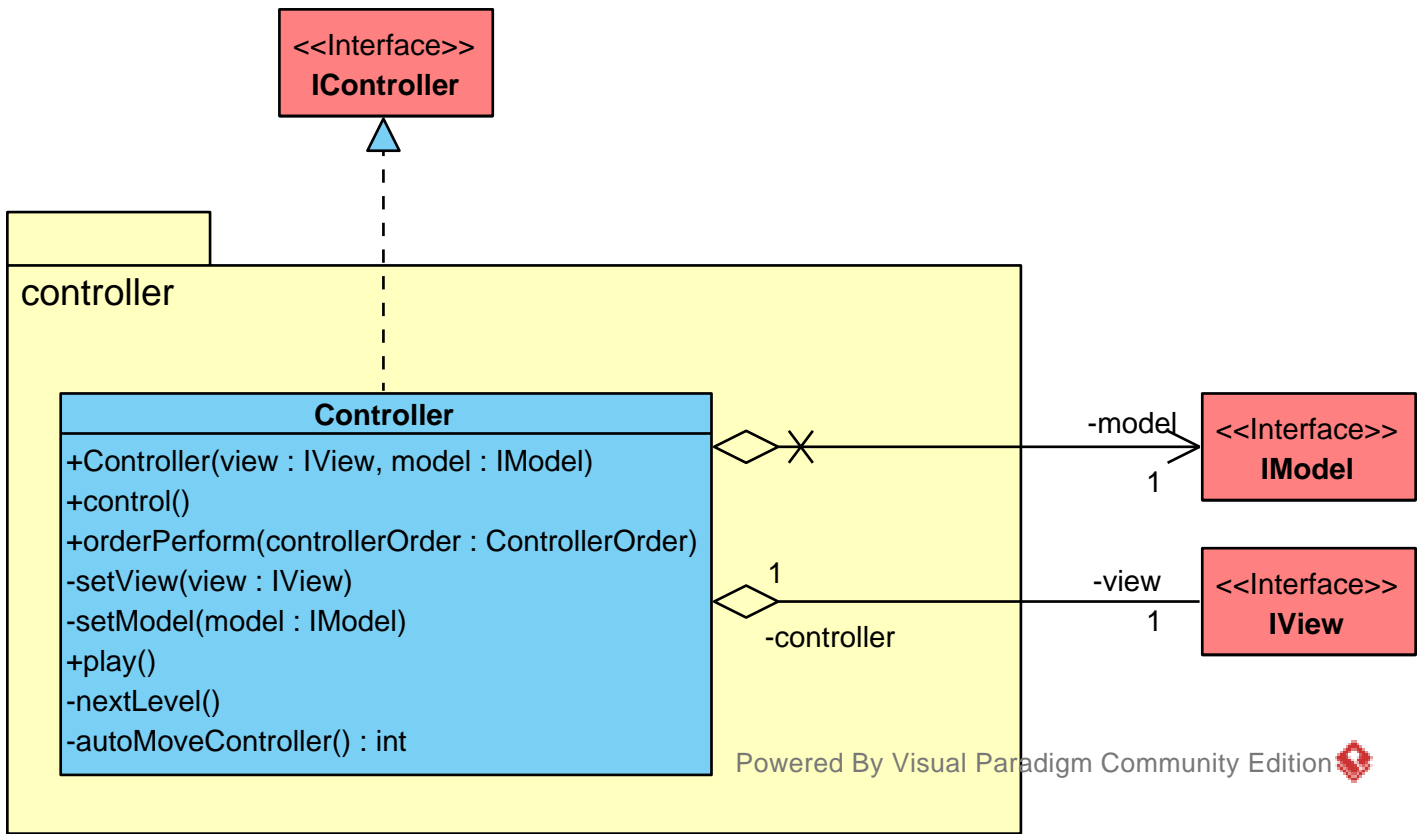 <<Interface>>
IController
controller
Controller
+Controller(view : IView, model : IModel)
+control()
+orderPerform(controllerOrder : ControllerOrder)
-setView(view : IView)
-setModel(model : IModel)
+play()
-nextLevel()
-autoMoveController() : int
-model
1
<<Interface>>
IModel
1
-controller
-view
1
<<Interface>>
IView
Powered By Visual Paradigm Community Edition